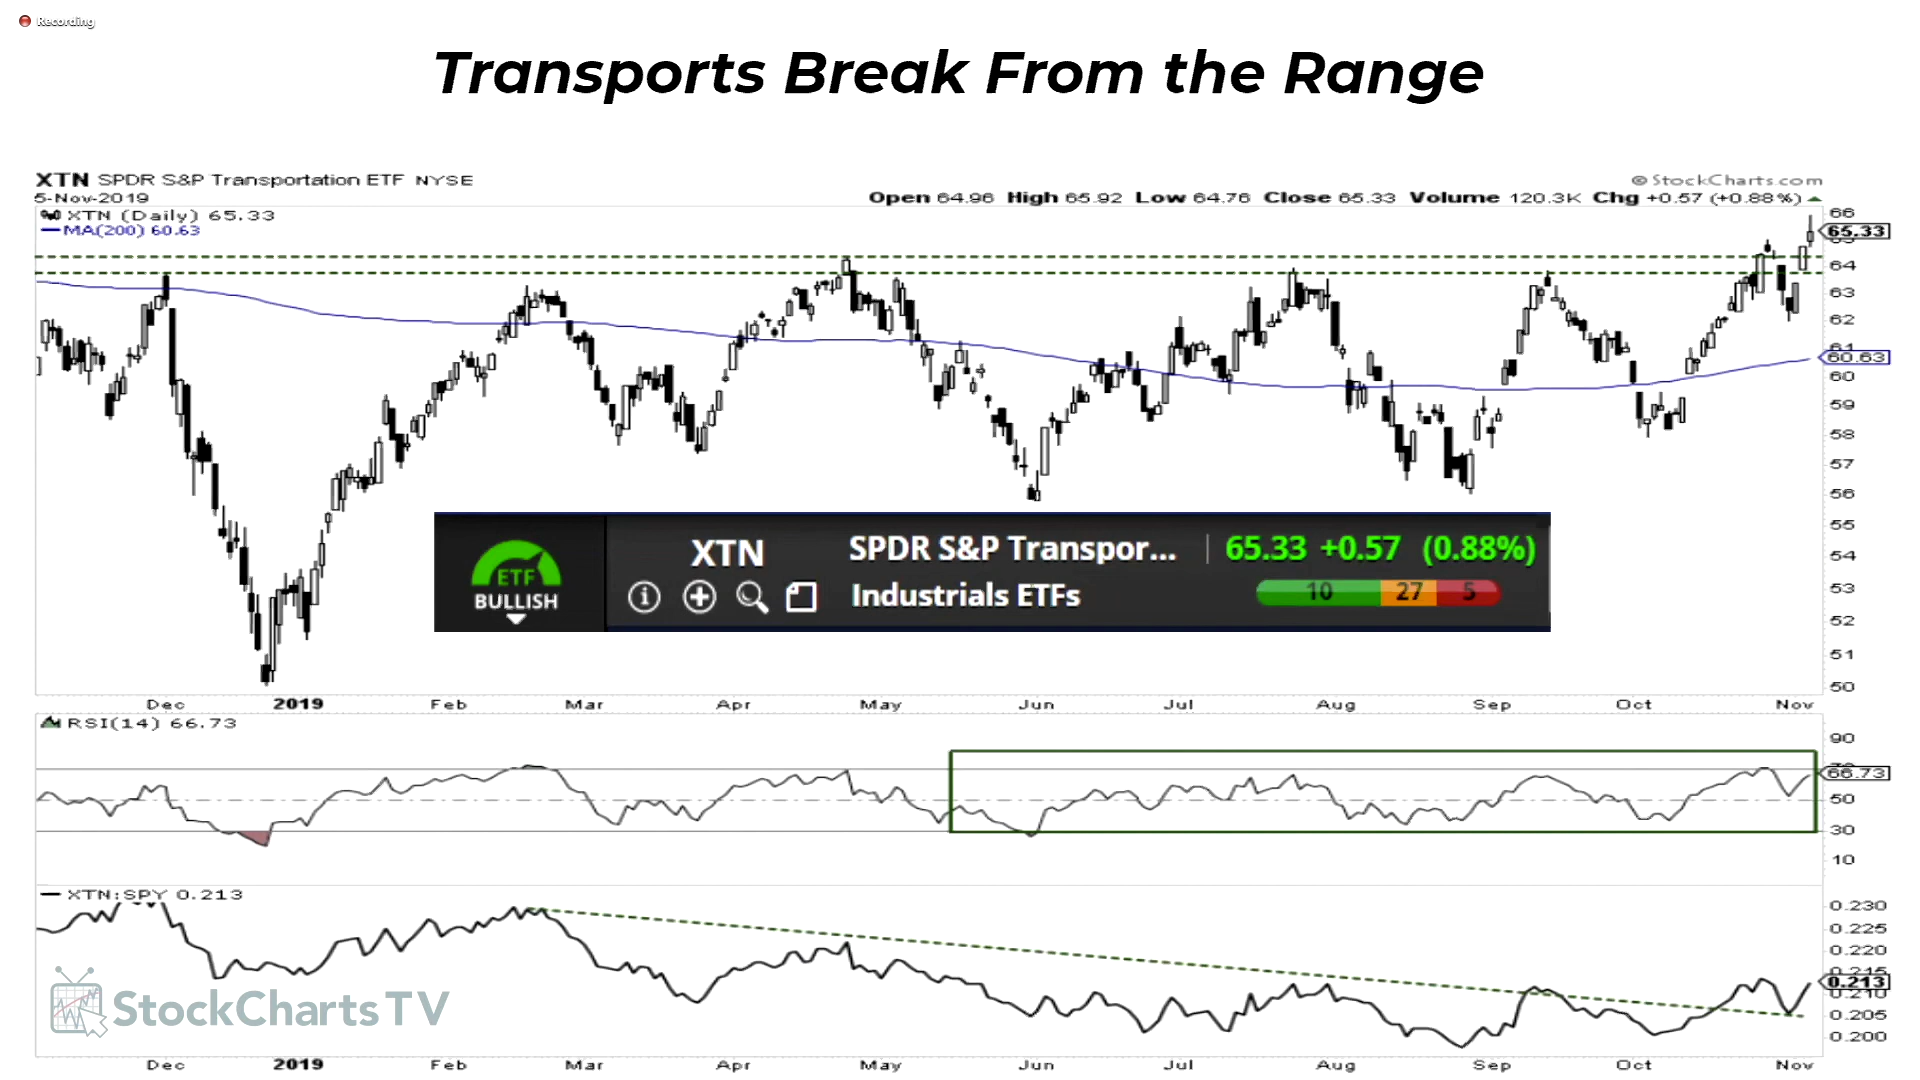 Recording
Transports Break From the Range
XTN SPDR S&P Transportation ETF NYSE
© StockCharts.com
5-Nov-2019
Open 64.96 High 65.92 Low 64.76 Close 65.33 Volume 120.3K Chg +0.57 (+0.88%)
XTN (Daily) 65.33
MA(200) 60.63
66
65.33
64
63
62
61
60.63
60
59
58
57
56
55
54
53
52
51
50
XTN
SPDR S&P Transpor... 65.33 +0.57 (0.88%)
ETF
BULLISH
Industrials ETFs
10 27 5
Dec 2019 Feb Mar Apr May Jun Jul Aug Sep Oct Nov
RSI(14) 66.73
90
70
66.73
50
30
10
XTN:SPY 0.213
0.230
0.225
0.220
0.215
0.213
0.210
0.205
0.200
StockCharts TV
Dec 2019 Feb Mar Apr May Jun Jul Aug Sep Oct Nov